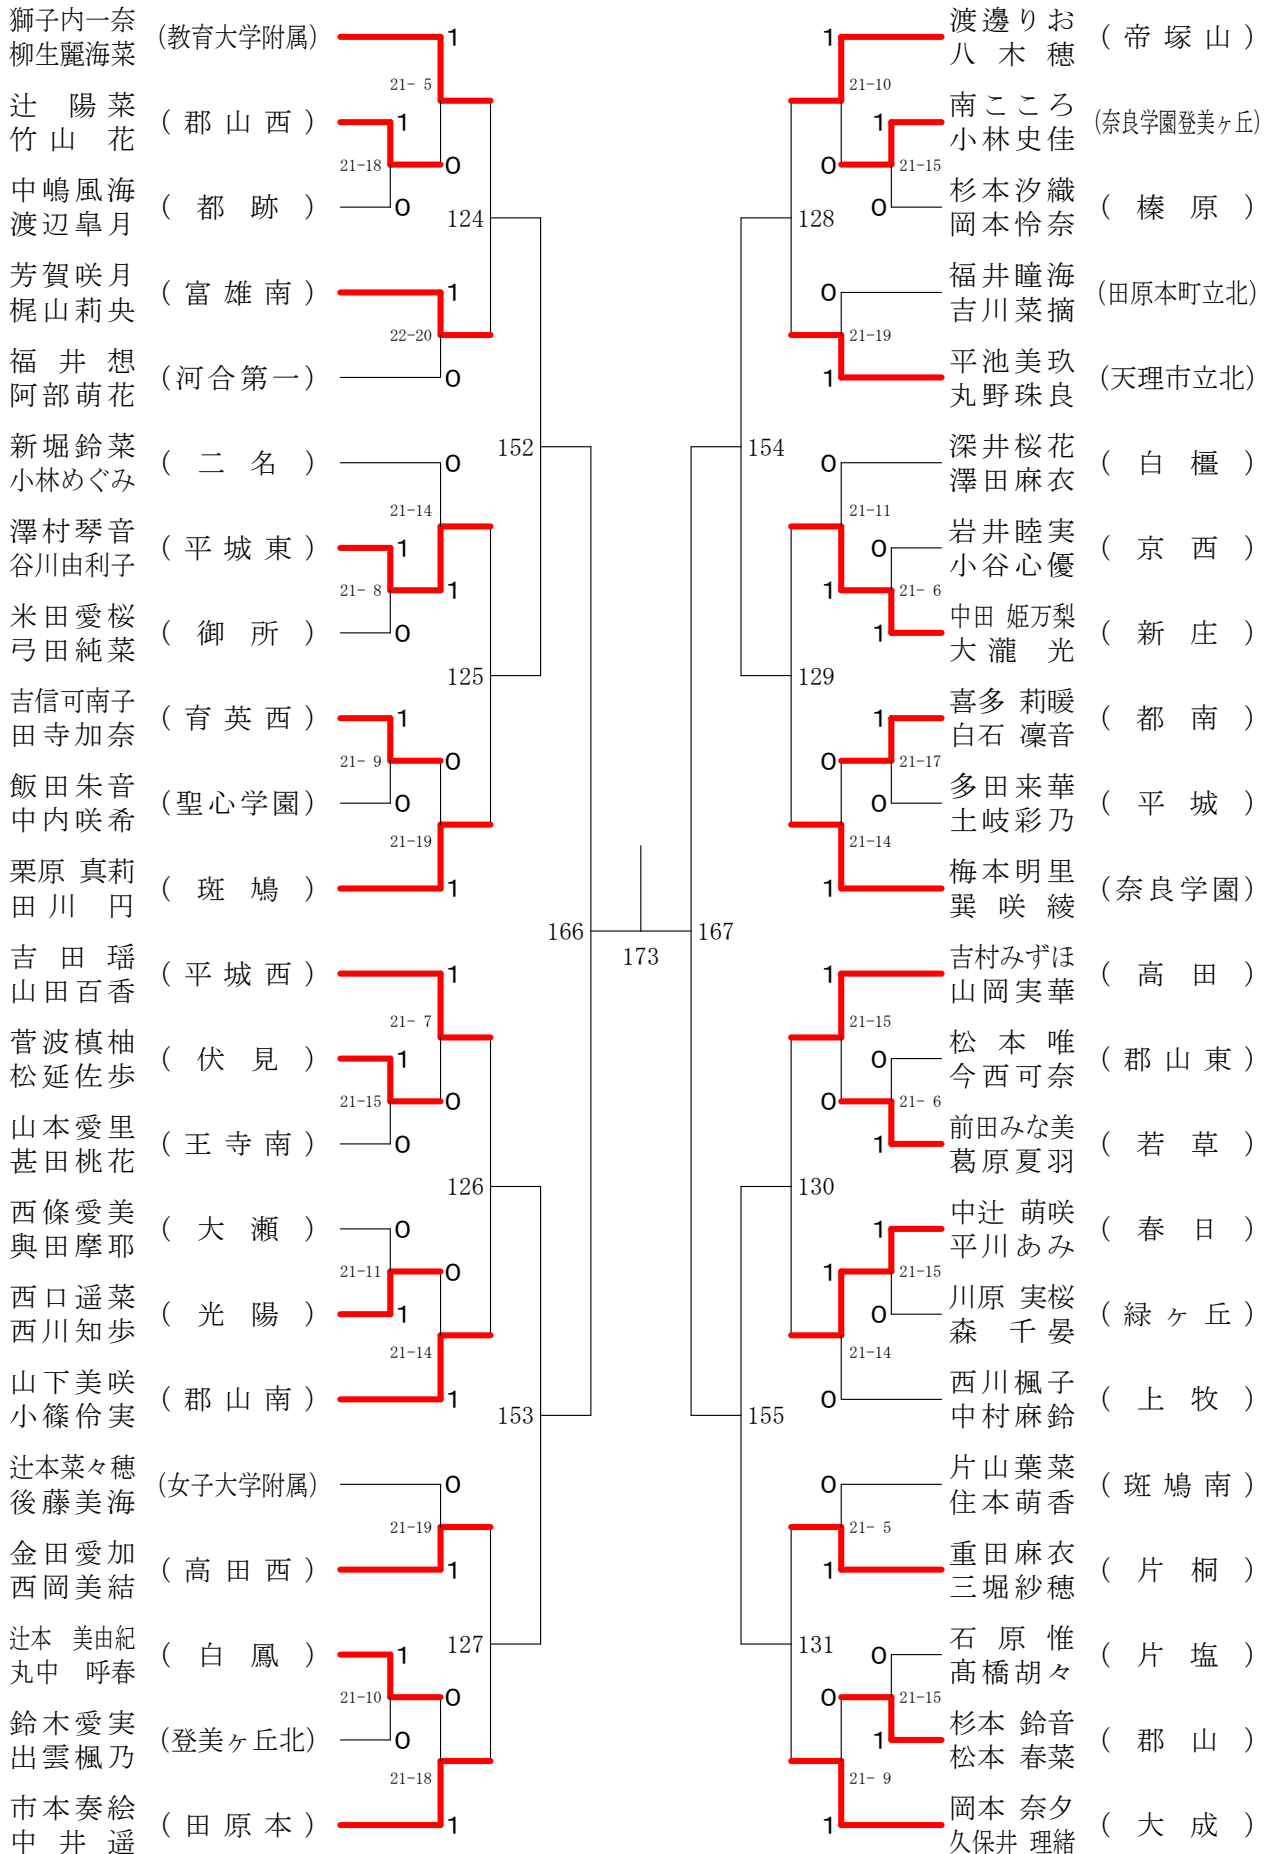 獅子内一奈
柳生麗海菜
(教育大学附属)
1
21- 5
辻 陽菜
竹山 花
(郡山西)
1
21-18
0
中嶋風海
渡辺皐月
(都跡)
0
124
芳賀咲月
梶山莉央
(富雄南)
1
22-20
福井想
阿部萌花
(河合第一)
0
152
新堀鈴菜
小林めぐみ
(二名)
0
21-14
澤村琴音
谷川由利子
(平城東)
1
21- 8
1
米田愛桜
弓田純菜
(御所)
0
125
吉信可南子
田寺加奈
(育英西)
1
21- 9
0
飯田朱音
中内咲希
(聖心学園)
0
21-19
栗原 真莉
田川 円
(斑鳩)
1
166
吉田瑶
山田百香
(平城西)
1
21- 7
菅波槙柚
松延佐歩
(伏見)
1
21-15
0
山本愛里
甚田桃花
(王寺南)
0
126
西條愛美
與田摩耶
(大瀬)
0
21-11
0
西口遥菜
西川知歩
(光陽)
1
21-14
山下美咲
小篠伶実
(郡山南)
1
153
辻本菜々穂
後藤美海
(女子大学附属)
0
21-19
金田愛加
西岡美結
(高田西)
1
127
辻本 美由紀
丸中 呼春
(白鳳)
1
21-10
0
鈴木愛実
出雲楓乃
(登美ヶ丘北)
0
21-18
市本奏絵
中井遥
(田原本)
1
173
1
渡邊りお
八木穂
(帝塚山)
21-10
1
南こころ
小林史佳
(奈良学園登美ヶ丘)
0
21-15
0
杉本汐織
岡本怜奈
(榛原)
128
0
福井瞳海
吉川菜摘
(田原本町立北)
21-19
1
平池美玖
丸野珠良
(天理市立北)
154
0
深井桜花
澤田麻衣
(白橿)
21-11
0
岩井睦実
小谷心優
(京西)
1
21- 6
1
中田 姫万梨
大瀧 光
(新庄)
129
1
喜多 莉暖
白石 凜音
(都南)
0
21-17
0
多田来華
土岐彩乃
(平城)
21-14
1
梅本明里
巽咲綾
(奈良学園)
167
1
吉村みずほ
山岡実華
(高田)
21-15
0
松本唯
今西可奈
(郡山東)
0
21- 6
1
前田みな美
葛原夏羽
(若草)
130
1
中辻 萌咲
平川あみ
(春日)
1
21-15
0
川原 実桜
森 千晏
(緑ヶ丘)
21-14
0
西川楓子
中村麻鈴
(上牧)
155
0
片山葉菜
住本萌香
(斑鳩南)
21- 5
1
重田麻衣
三堀紗穂
(片桐)
131
0
石原惟
髙橋胡々
(片塩)
0
21-15
1
杉本 鈴音
松本 春菜
(郡山)
21- 9
1
岡本 奈夕
久保井 理緒
(大成)